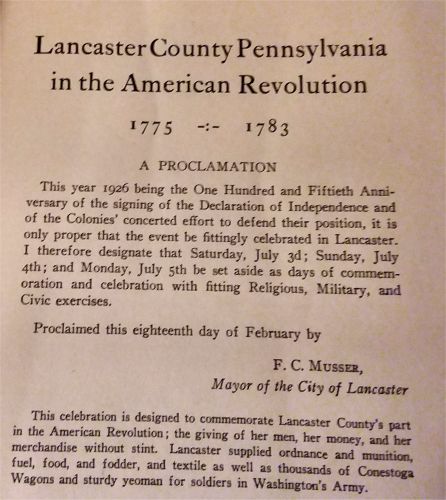 Lancaster County Pennsylvania
in the American Revolution
1775 -:- 1783
A PROCLAMATION
This year 1926 being the One Hundred and Fiftieth Anni-
versary of the signing of the Declaration of Independence and
of the Colonies' concerted effort to defend their position, it is
only proper that the event be fittingly celebrated in Lancaster.
I therefore designate that Saturday, July 3d; Sunday, July
4th; and Monday, July 5th be set aside as days of commem-
oration and celebration with fitting Religious, Military, and
Civic exercises.
Proclaimed this eighteenth day of February by
F. C. Musser,
Mayor of the City of Lancaster
This celebration is designed to commemorate Lancaster County's part
in the American Revolution; the giving of her men, her money, and her
merchandise without stint. Lancaster supplied ordnance and munition,
fuel, food, and fodder, and textile as well as thousands of Conestoga
Wagons and sturdy yeoman for soldiers in Washington's Army.